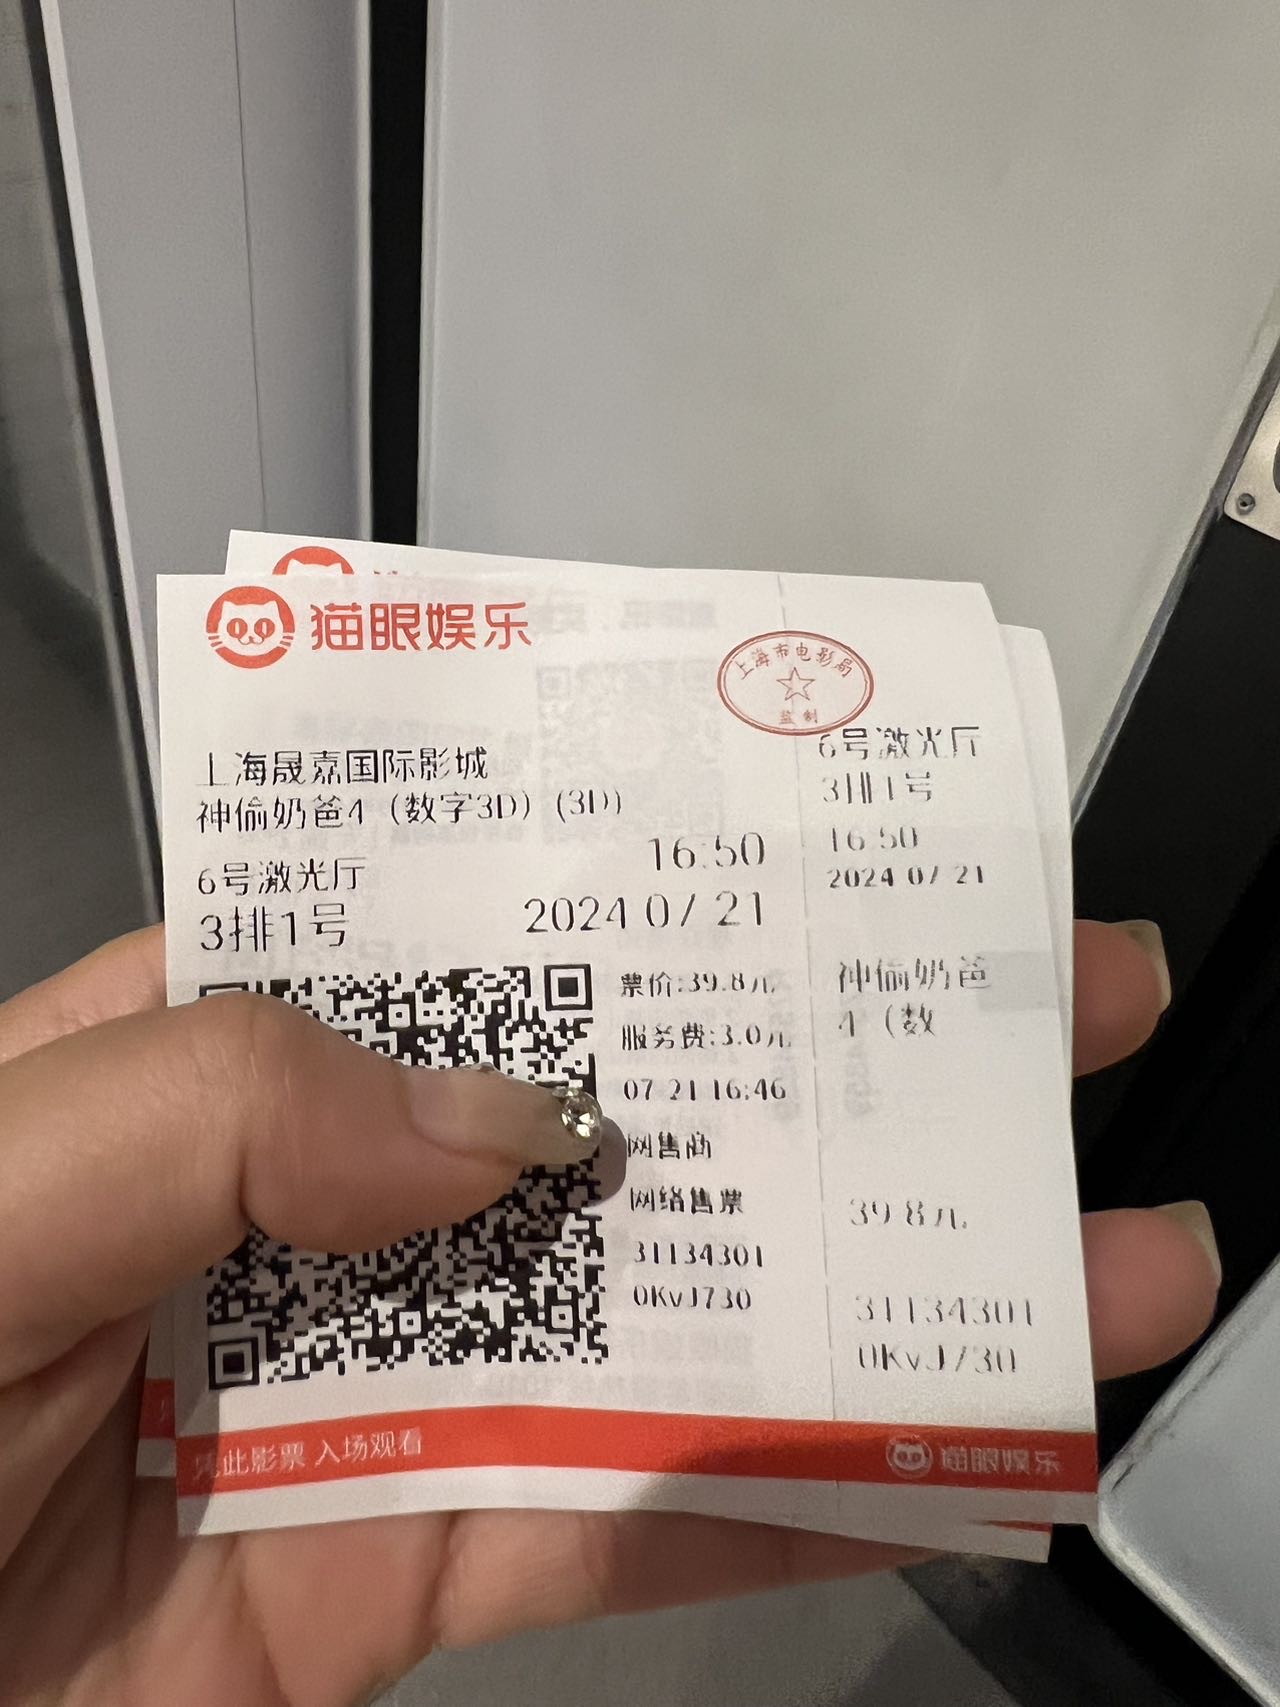 猫眼娱乐
上海市电影局
监制
上海晟嘉国际影城
神偷奶爸4（数字3D）(3D)
6号激光厅
16:50
3排1号
2024 07 21
票价:39.8元
服务费:3.0元
07 21 16:46
网售商
网络售票
31134301
0KvJ730
6号激光厅
3排1号
16 50
2024 07 21
神偷奶爸
4（数
39 8元
31134301
0KvJ730
凭此影票 入场观看
猫眼娱乐